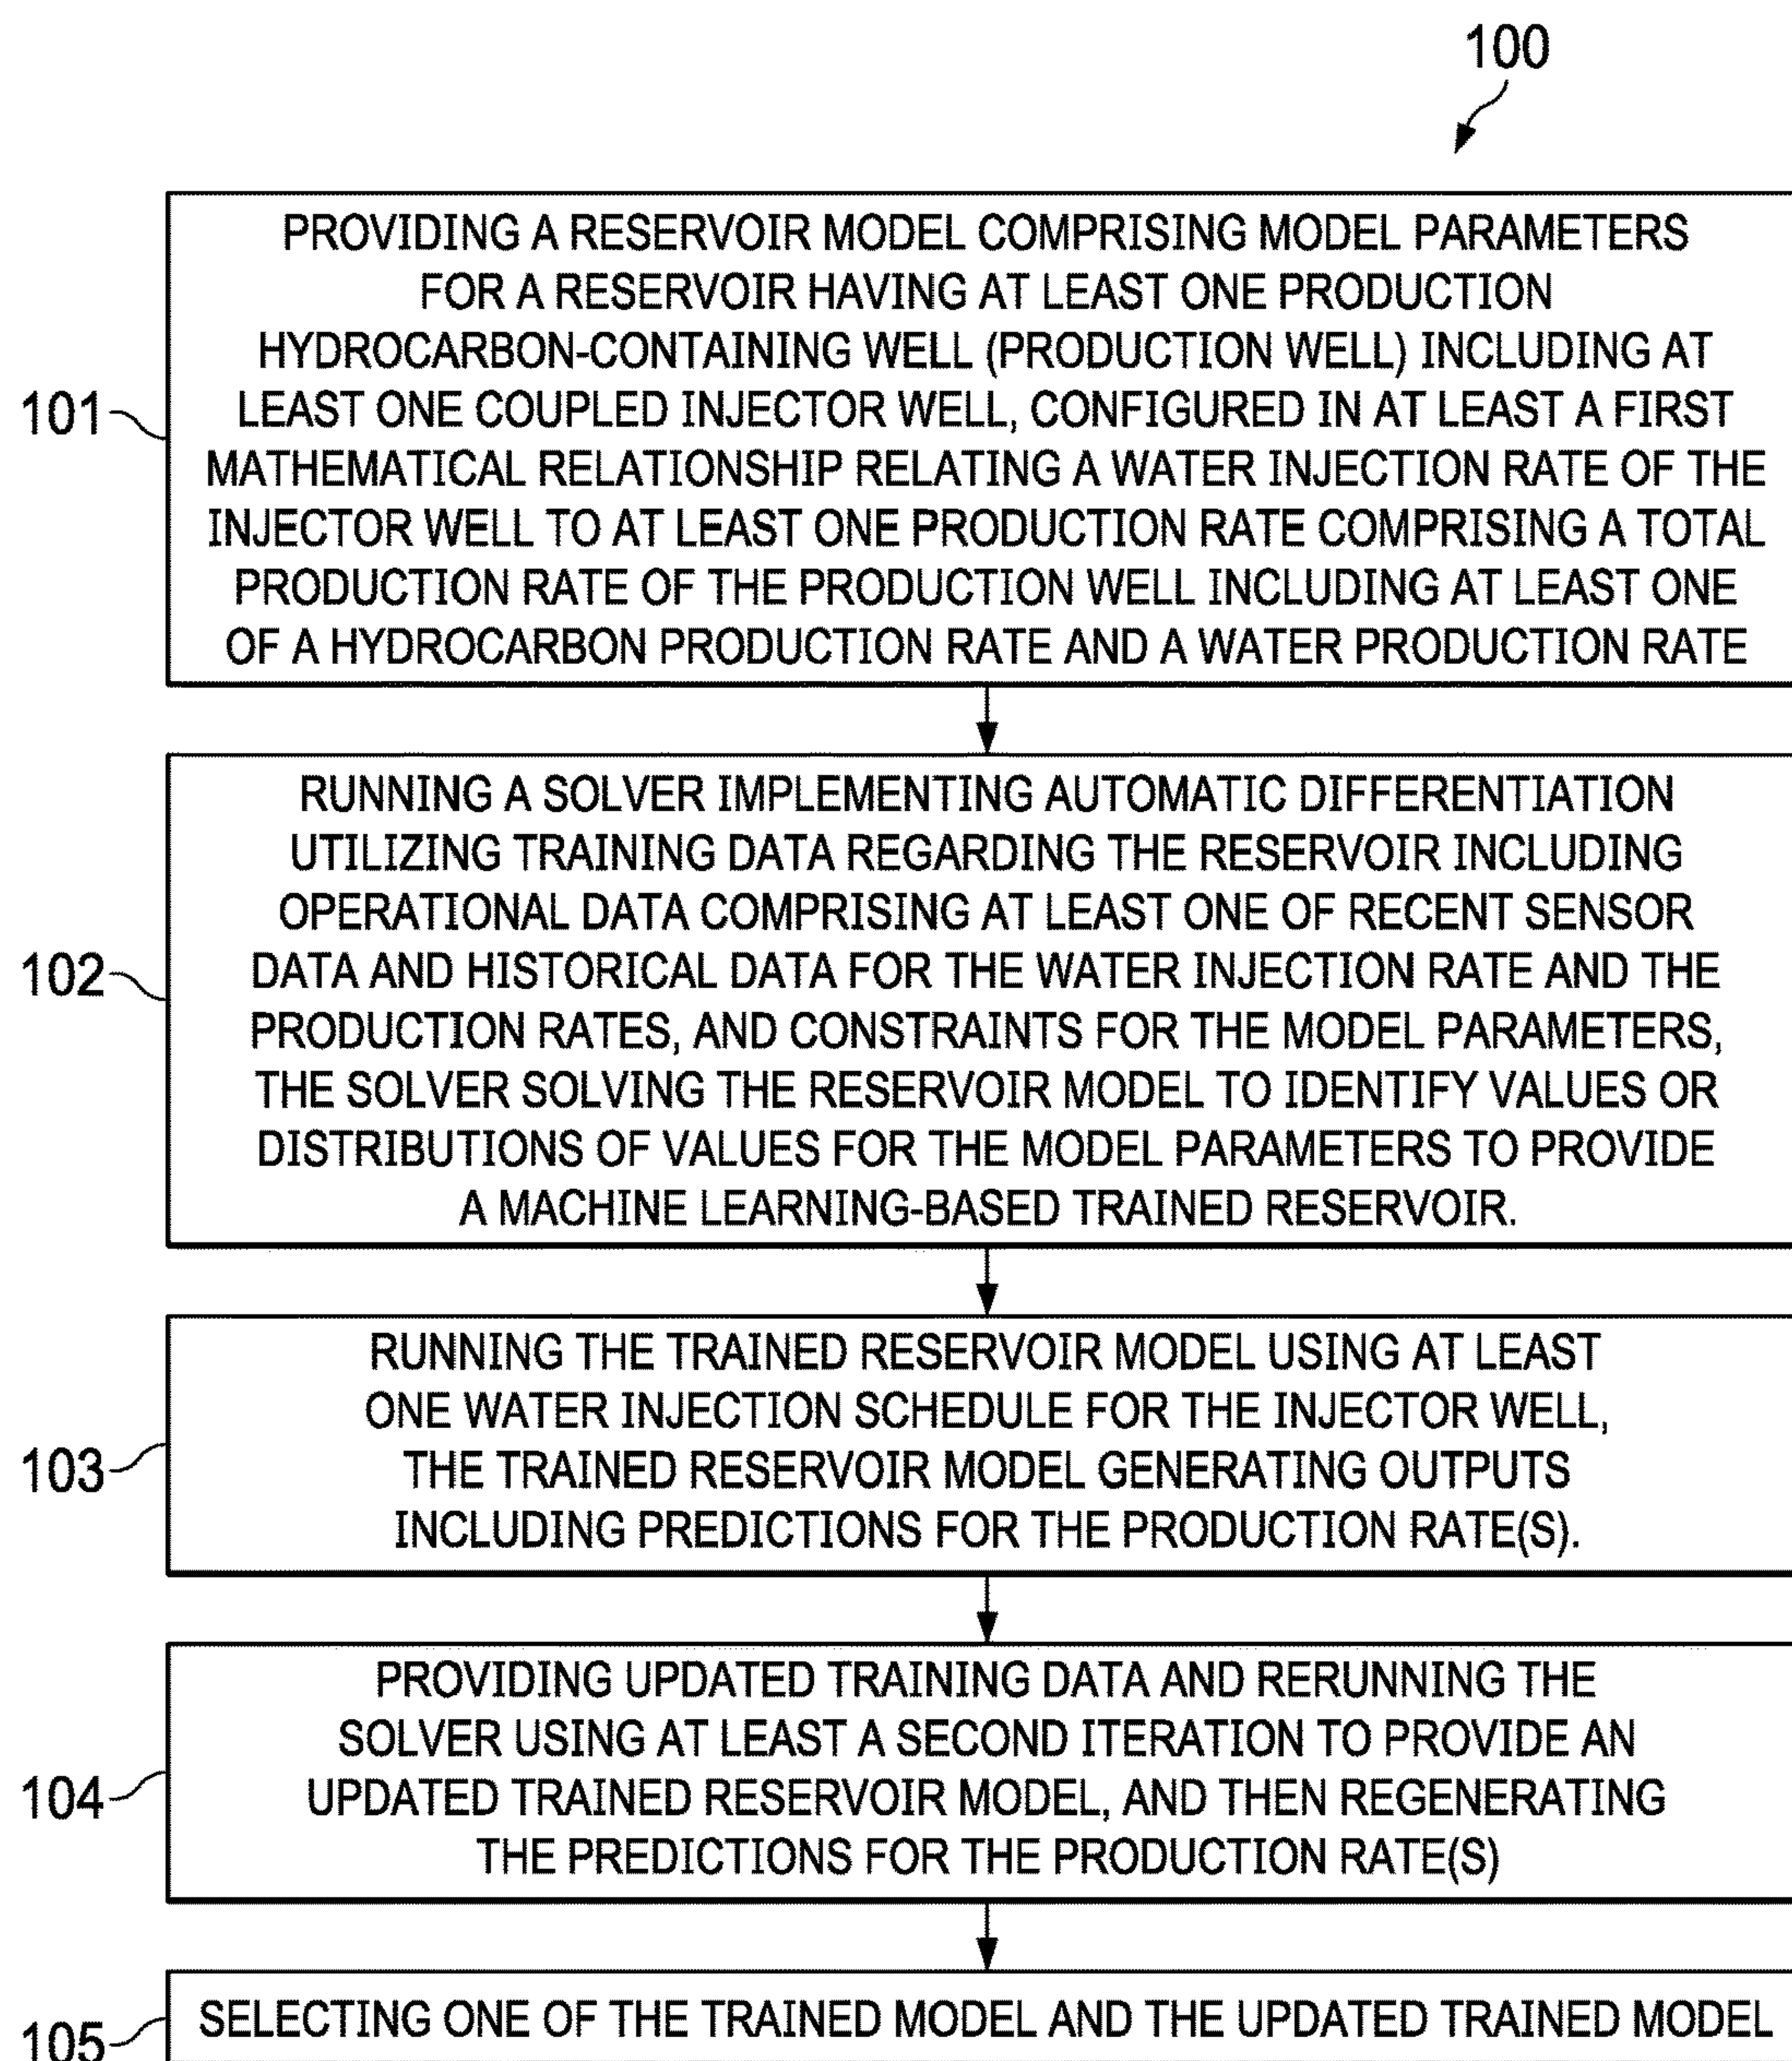 100
PROVIDING A RESERVOIR MODEL COMPRISING MODEL PARAMETERS
FOR A RESERVOIR HAVING AT LEAST ONE PRODUCTION
HYDROCARBON-CONTAINING WELL (PRODUCTION WELL) INCLUDING AT
LEAST ONE COUPLED INJECTOR WELL, CONFIGURED IN AT LEAST A FIRST
MATHEMATICAL RELATIONSHIP RELATING A WATER INJECTION RATE OF THE
INJECTOR WELL TO AT LEAST ONE PRODUCTION RATE COMPRISING A TOTAL
PRODUCTION RATE OF THE PRODUCTION WELL INCLUDING AT LEAST ONE
OF A HYDROCARBON PRODUCTION RATE AND A WATER PRODUCTION RATE
101
RUNNING A SOLVER IMPLEMENTING AUTOMATIC DIFFERENTIATION
UTILIZING TRAINING DATA REGARDING THE RESERVOIR INCLUDING
OPERATIONAL DATA COMPRISING AT LEAST ONE OF RECENT SENSOR
DATA AND HISTORICAL DATA FOR THE WATER INJECTION RATE AND THE
PRODUCTION RATES, AND CONSTRAINTS FOR THE MODEL PARAMETERS,
THE SOLVER SOLVING THE RESERVOIR MODEL TO IDENTIFY VALUES OR
DISTRIBUTIONS OF VALUES FOR THE MODEL PARAMETERS TO PROVIDE
A MACHINE LEARNING-BASED TRAINED RESERVOIR.
102
RUNNING THE TRAINED RESERVOIR MODEL USING AT LEAST
ONE WATER INJECTION SCHEDULE FOR THE INJECTOR WELL,
THE TRAINED RESERVOIR MODEL GENERATING OUTPUTS
INCLUDING PREDICTIONS FOR THE PRODUCTION RATE(S).
103
PROVIDING UPDATED TRAINING DATA AND RERUNNING THE
SOLVER USING AT LEAST A SECOND ITERATION TO PROVIDE AN
UPDATED TRAINED RESERVOIR MODEL, AND THEN REGENERATING
THE PREDICTIONS FOR THE PRODUCTION RATE(S)
104
SELECTING ONE OF THE TRAINED MODEL AND THE UPDATED TRAINED MODEL
105